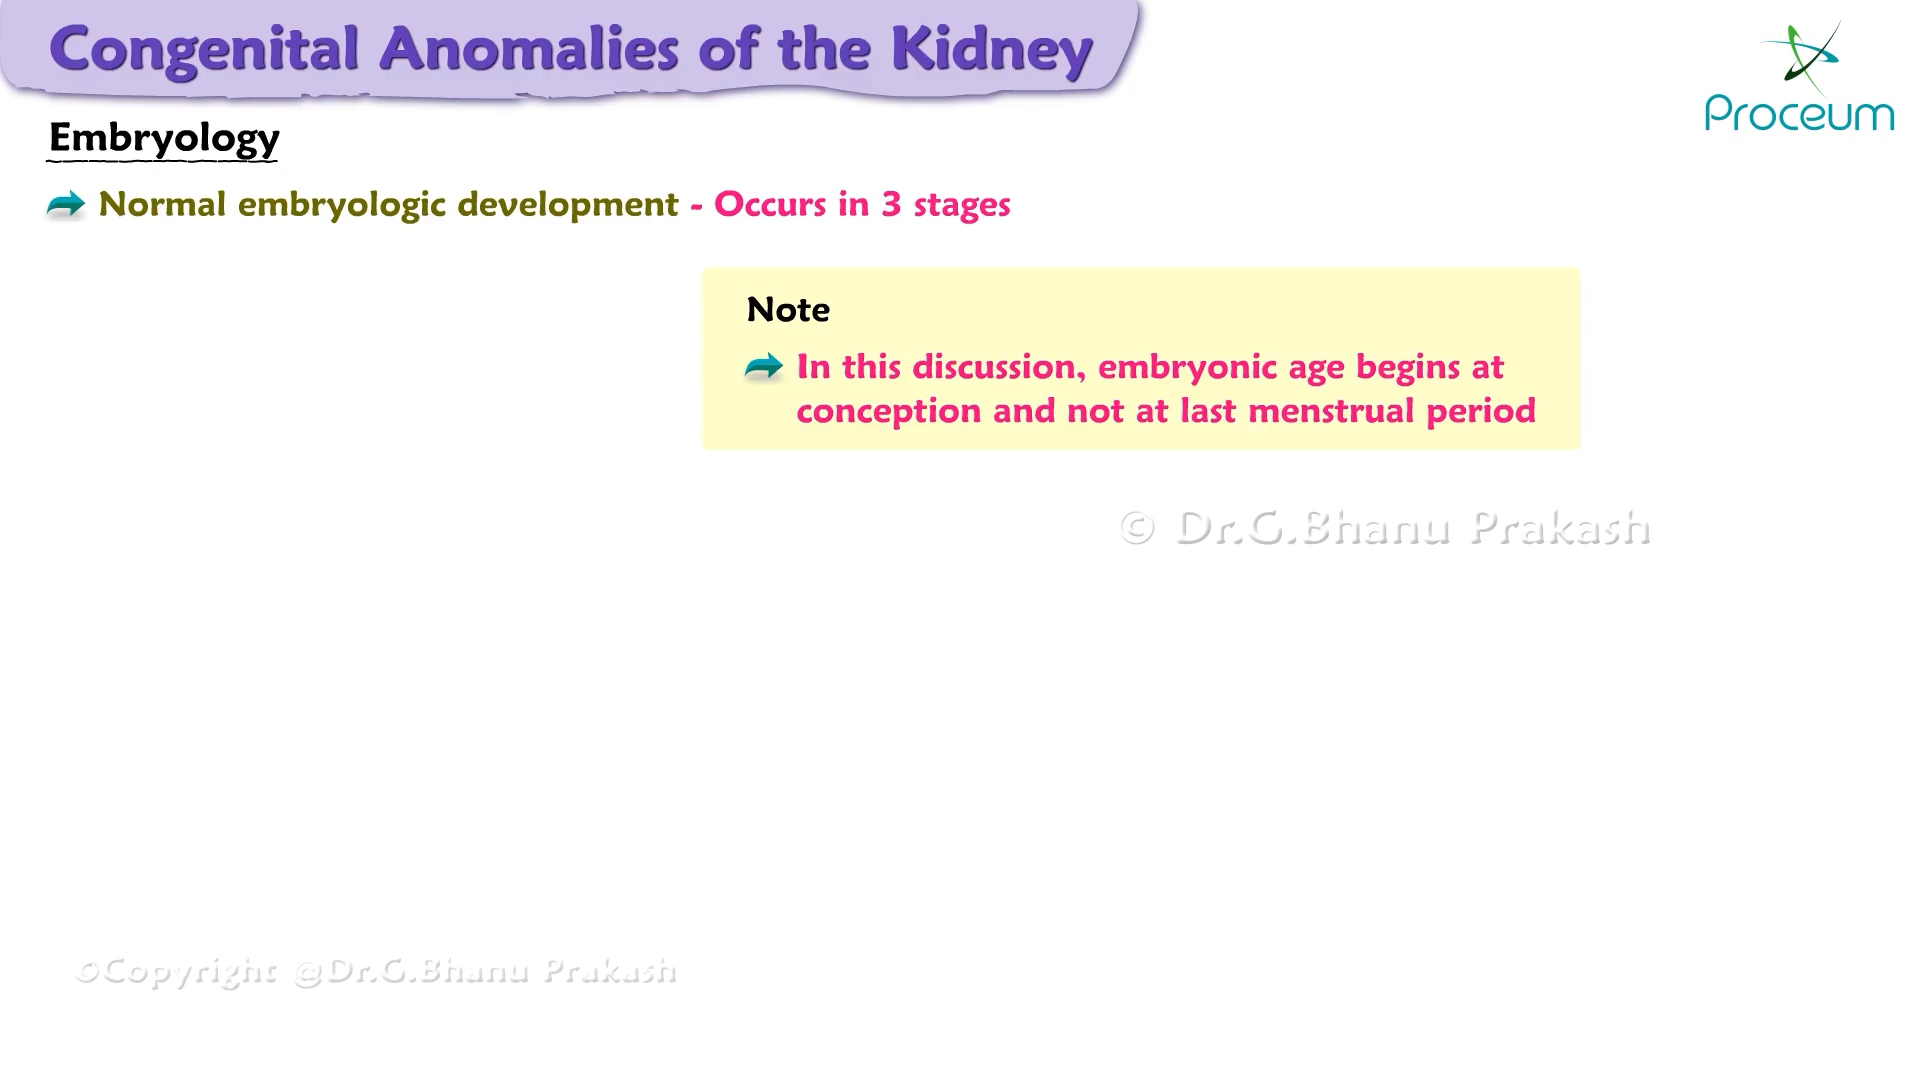 Congenital Anomalies of the Kidney
Proceum
Embryology
Normal embryologic development - Occurs in 3 stages
Note
In this discussion, embryonic age begins at
conception and not at last menstrual period
© Dr.G.Bhanu Prakash
©Copyright @Dr.G.Bhanu Prakash